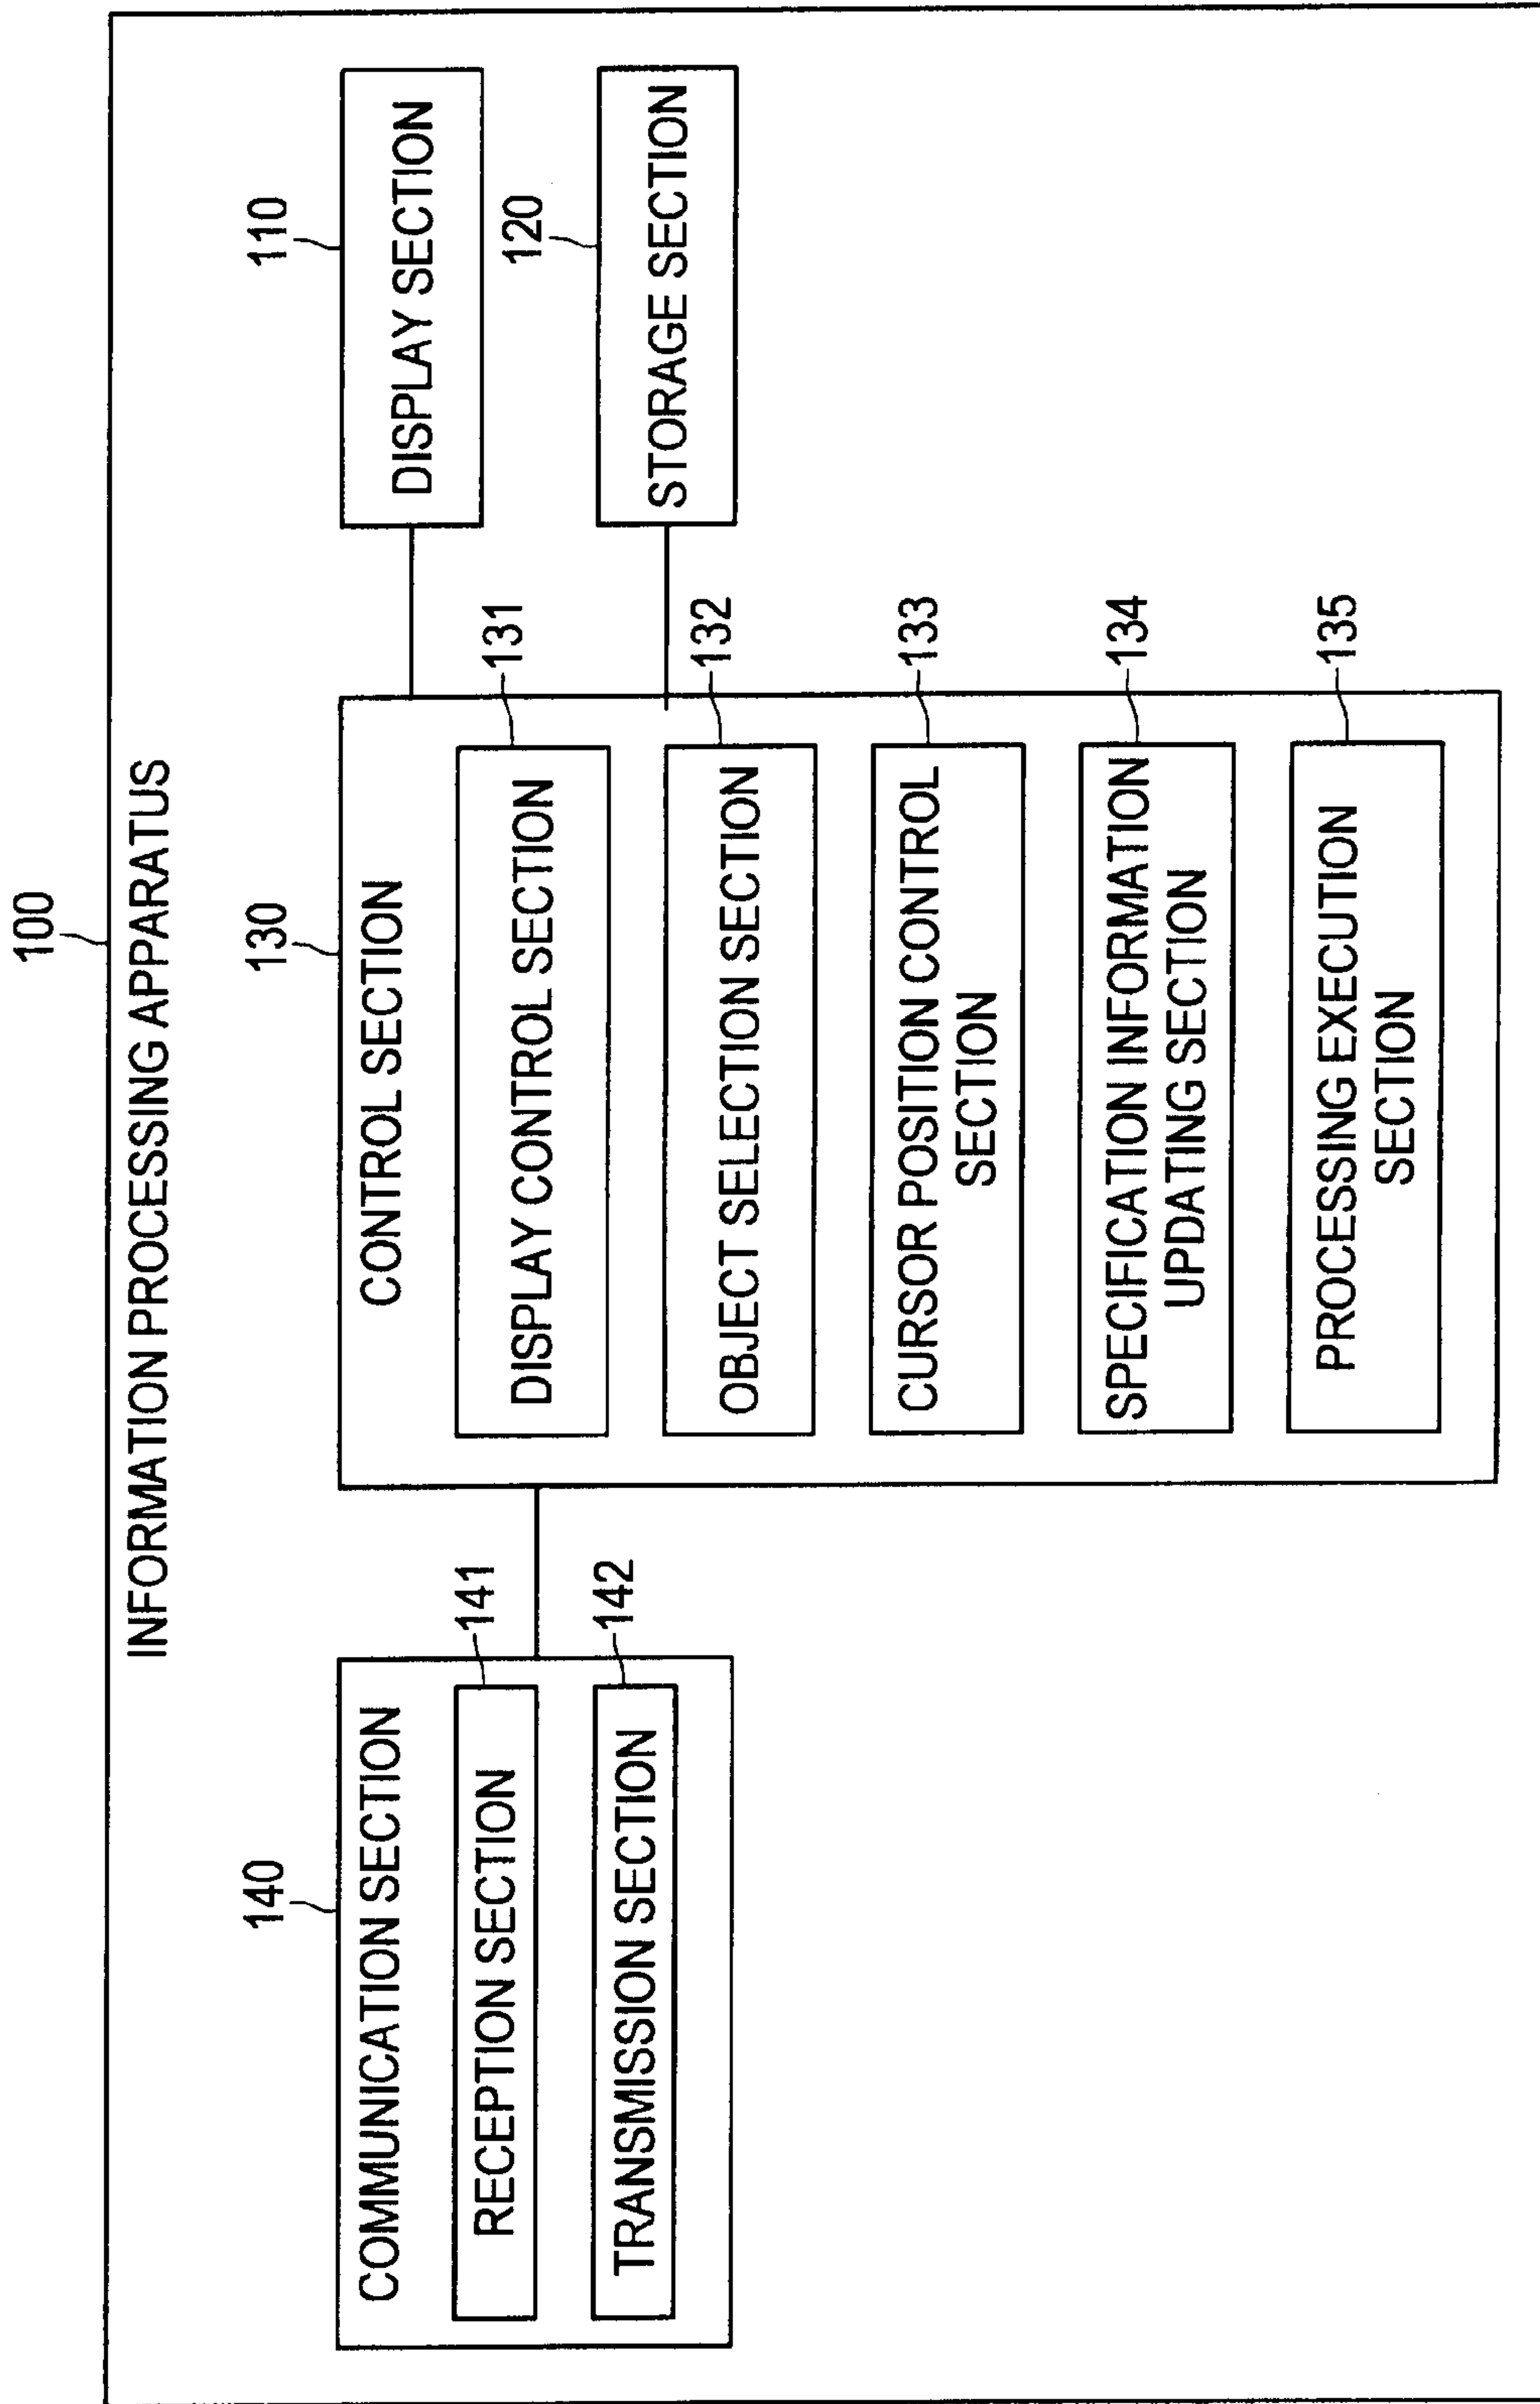 100
INFORMATION PROCESSING APPARATUS
140
COMMUNICATION SECTION
141
RECEPTION SECTION
142
TRANSMISSION SECTION
130
CONTROL SECTION
131
DISPLAY CONTROL SECTION
132
OBJECT SELECTION SECTION
133
CURSOR POSITION CONTROL
SECTION
134
SPECIFICATION INFORMATION
UPDATING SECTION
135
PROCESSING EXECUTION
SECTION
110
DISPLAY SECTION
120
STORAGE SECTION